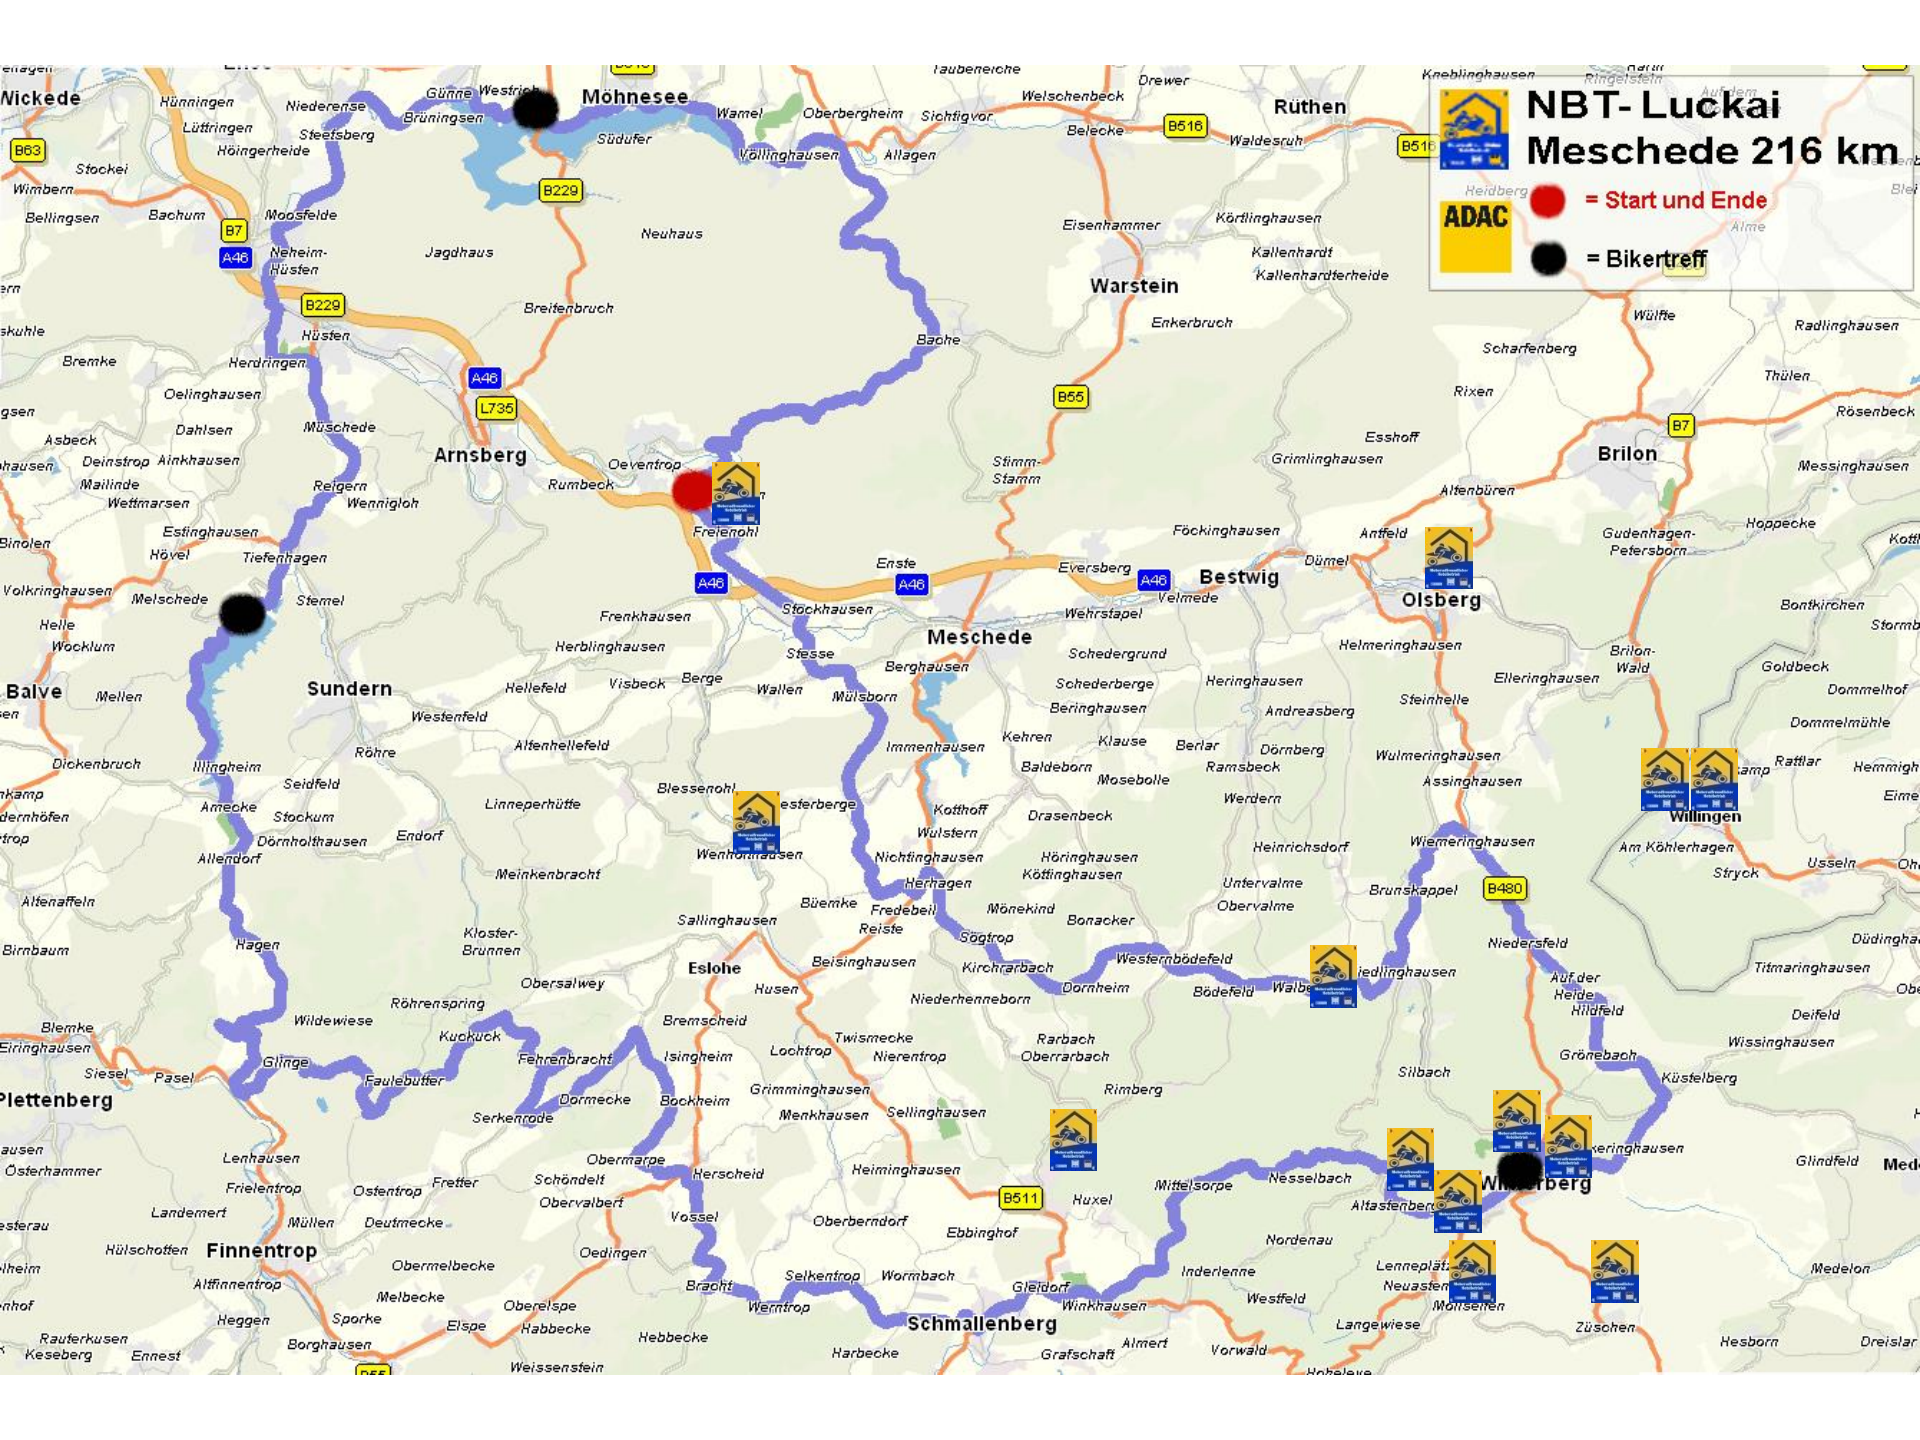 NBT- Luckai
Meschede 216 km
= Start und Ende
ADAC
= Bikertreff
Wickede
Hünningen
Niederense
Günne
Westrich
Möhnesee
Wamel
Oberbergheim
Sichtigvor
Welschenbeck
Drewer
Rüthen
Kneblinghausen
Lüttringen
Höingerheide
Brüningsen
Südufer
Völlinghausen
Allagen
Belecke
B516
Waldesruh
B63
Stockei
Wimbern
Bellingsen
Bachum
Moosfelde
B229
B7
A46
Neheim-
Hüsten
Jagdhaus
Neuhaus
Eisenhammer
Körtlinghausen
Kallenhardt
Kallenhardterheide
Heidberg
Alme
B229
Breitenbruch
Warstein
Enkerbruch
Wülfte
Radlinghausen
Hüsten
Herdringen
Bremke
Bache
Scharfenberg
Thülen
Oelinghausen
A46
L735
B55
Rixen
Rösenbeck
Dahlsen
Müschede
Arnsberg
Asbeck
Deinstrop
Ainkhausen
Mailinde
Wettmarsen
Reigern
Wennigloh
Oeventrop
Rumbeck
Stimm-
Stamm
Esshoff
Grimlinghausen
Brilon
B7
Messinghausen
Altenbüren
Estinghausen
Binolen
Hövel
Tiefenhagen
Freienohl
Föckinghausen
Antfeld
Gudenhagen-
Petersborn
Hoppecke
Volkringhausen
Melschede
Stemel
A46
Enste
A46
Eversberg
A46
Velmede
Bestwig
Dümel
Olsberg
Bontkirchen
Helle
Wocklum
Frenkhausen
Stockhausen
Wehrstapel
Meschede
Herblinghausen
Stesse
Berghausen
Schedergrund
Helmeringhausen
Brilon-
Wald
Goldbeck
Balve
Mellen
Sundern
Hellefeld
Visbeck
Berge
Wallen
Mülsborn
Schederberge
Heringhausen
Elleringhausen
Dommelhof
Westenfeld
Beringhausen
Andreasberg
Steinhelle
Dommelmühle
Röhre
Altenhellefeld
Immenhausen
Kehren
Klause
Berlar
Dörnberg
Wulmeringhausen
Dickenbruch
Illingheim
Seidfeld
Baldeborn
Mosebolle
Ramsbeck
Assinghausen
Rattlar
Blessenohl
Linneperhütte
Werdern
Amecke
Stockum
Kotthoff
Drasenbeck
Willingen
Dörnholthausen
Endorf
Wulstern
Wiemeringhausen
Allendorf
Meinkenbracht
Nichtinghausen
Höringhausen
Köttinghausen
Heinrichsdorf
Am Köhlerhagen
Usseln
Stryck
Altenaffeln
Herhagen
Untervalme
Obervalme
Brunskappel
B480
Büemke
Fredebeil
Reiste
Mönekind
Bonacker
Sallinghausen
Birnbaum
Hagen
Kloster-
Brunnen
Sögtrop
Niedersfeld
Eslohe
Beisinghausen
Kirchrarbach
Westernbödefeld
Titmaringhausen
Obersalwey
Husen
Dornheim
Bödefeld
Auf der
Heide
Röhrenspring
Niederhenneborn
Hildfeld
Deifeld
Blemke
Wildewiese
Kuckuck
Bremscheid
Twismecke
Rarbach
Oberrarbach
Wissinghausen
Eiringhausen
Siesel
Pasel
Glinge
Fehrenbracht
Isingheim
Lochtrop
Nierentrop
Grönebach
Faulebutter
Silbach
Küstelberg
Plettenberg
Dormecke
Bockheim
Grimminghausen
Rimberg
Serkenrode
Menkhausen
Sellinghausen
Österhammer
Lenhausen
Obermarpe
Herscheid
Heiminghausen
Glindfeld
Frielentrop
Ostentrop
Fretter
Schöndelt
Obervalbert
B511
Huxel
Mittelsorpe
Nesselbach
Landemert
Müllen
Deutmecke
Vossel
Oberberndorf
Ebbinghof
Hülschotten
Finnentrop
Oedingen
Nordenau
Altfinnentrop
Obermelbecke
Bracht
Selkentrop
Wormbach
Gleidorf
Inderlenne
Medelon
Melbecke
Oberelspe
Werntrop
Winkhausen
Westfeld
Heggen
Sporke
Elspe
Habbecke
Hebbecke
Schmallenberg
Langewiese
Züschen
Rauterkusen
Keseberg
Ennest
Borghausen
Weissenstein
Harbecke
Grafschaft
Almert
Vorwald
Hesborn
Dreislar